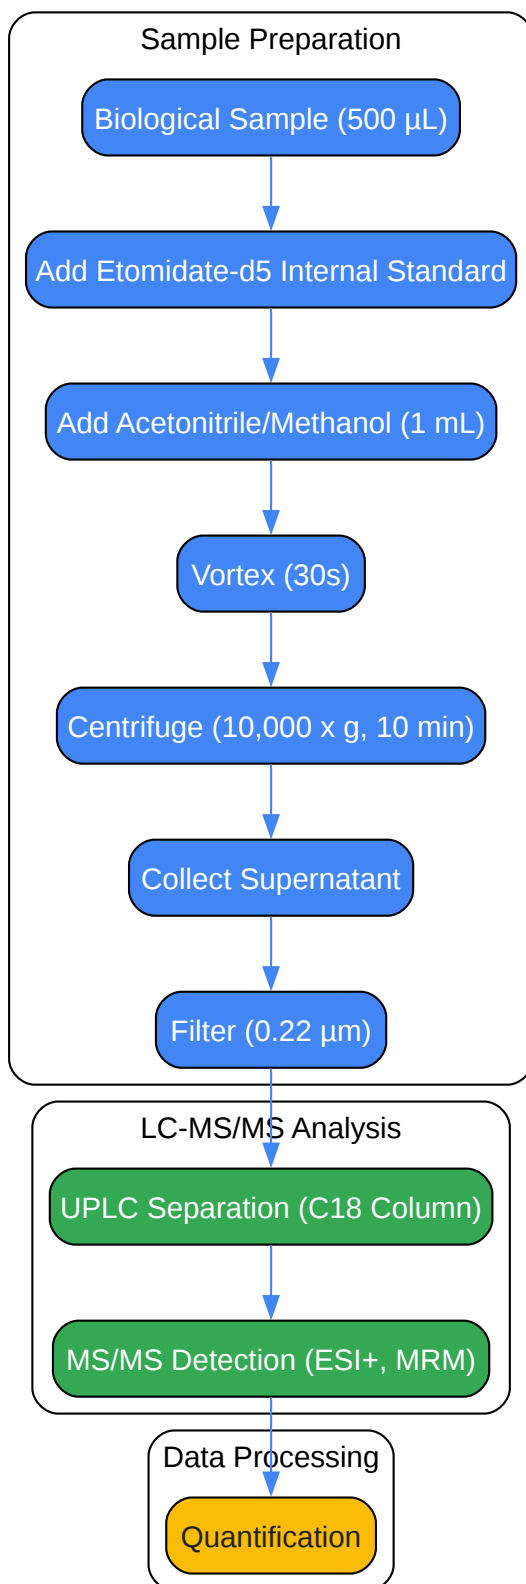 Sample Preparation
Biological Sample (500 µL)
Add Etomidate-d5 Internal Standard
Add Acetonitrile/Methanol (1 mL)
Vortex (30s)
Centrifuge (10,000 x g, 10 min)
Collect Supernatant
Filter (0.22 µm)
LC-MS/MS Analysis
UPLC Separation (C18 Column)
MS/MS Detection (ESI+, MRM)
Data Processing
Quantification